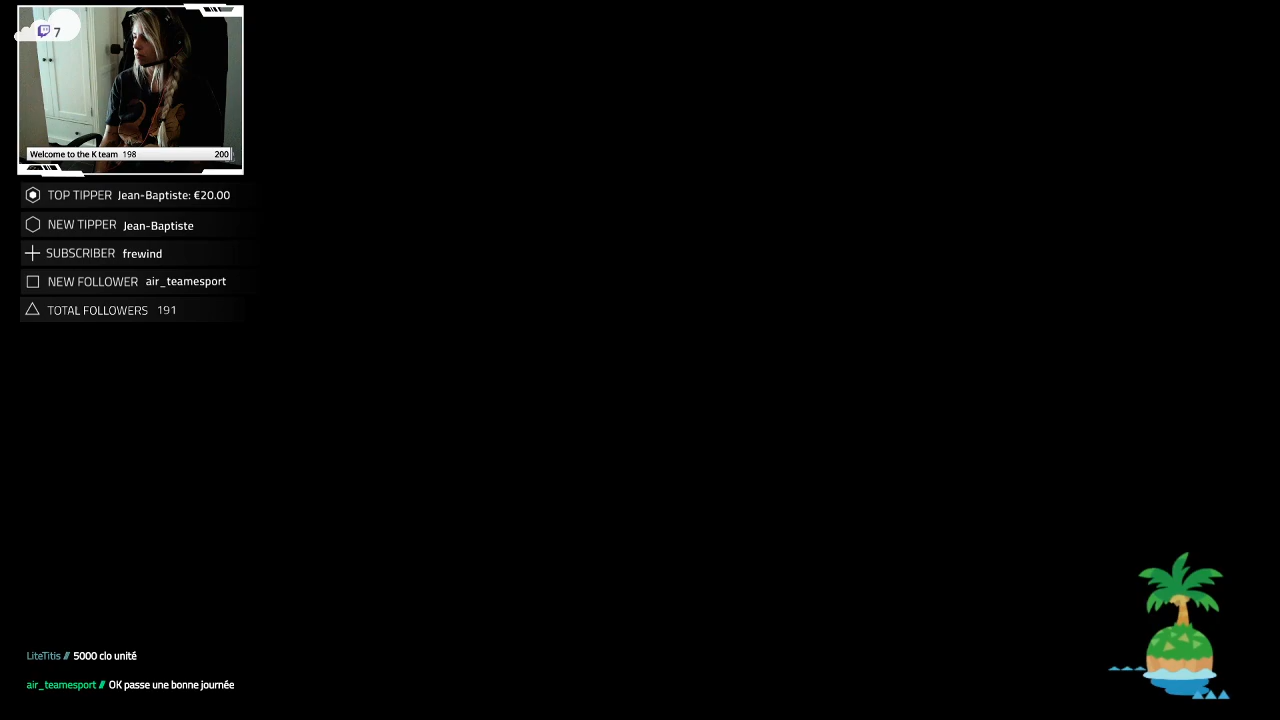 7
Welcome to the K team 198 200
TOP TIPPER Jean-Baptiste: €20.00
NEW TIPPER Jean-Baptiste
SUBSCRIBER frewind
NEW FOLLOWER air_teamesport
TOTAL FOLLOWERS 191
LiteTitis // 5000 clo unité
air_teamesport // OK passe une bonne journée